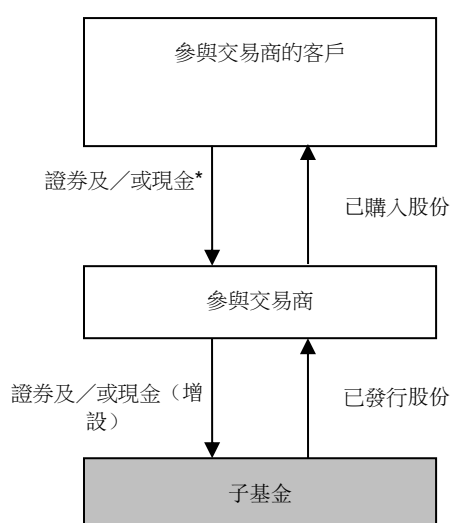 參與交易商的客戶
證券及／或現金*
已購入股份
參與交易商
證券及／或現金（增
設）
已發行股份
子基金